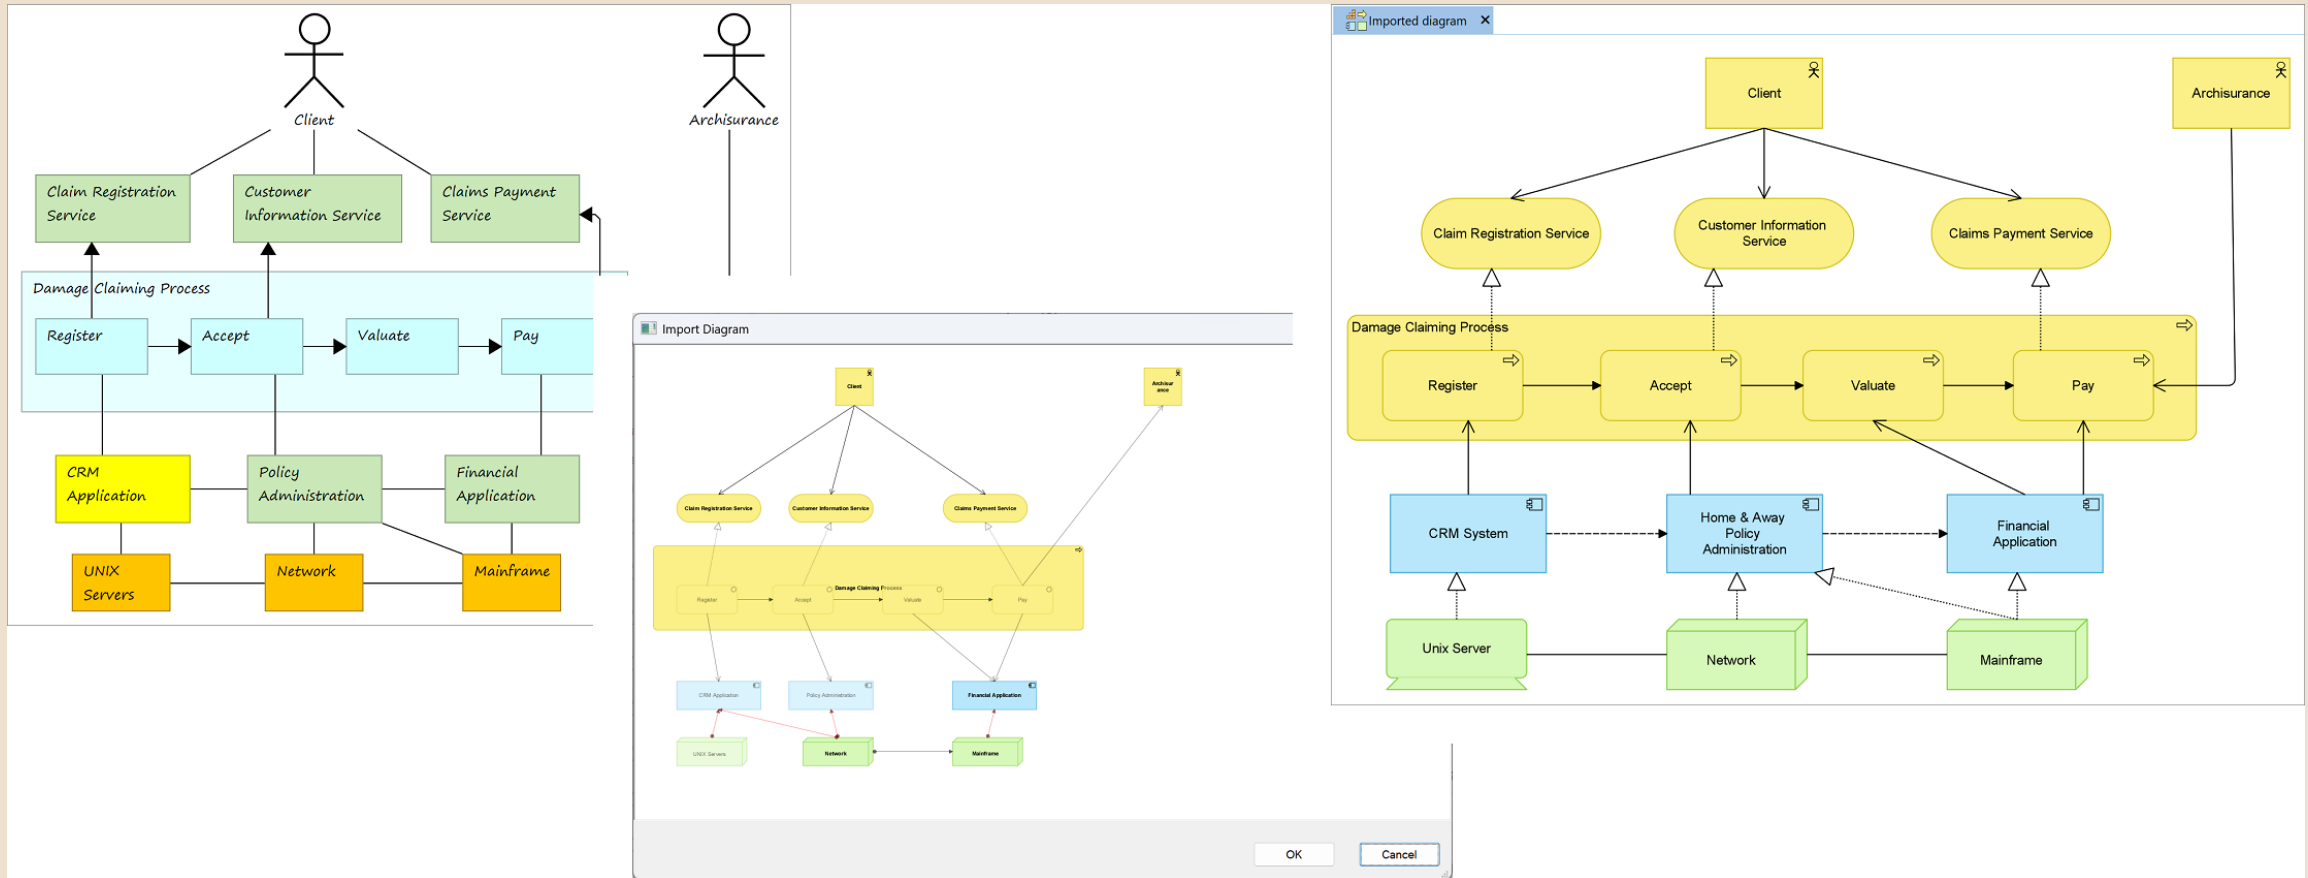 Client
Archisurance
Claim Registration
Service
Customer
Information Service
Claims Payment
Service
Damage Claiming Process
Register
Accept
Valuate
Pay
CRM
Application
Policy
Administration
Financial
Application
UNIX
Servers
Network
Mainframe
Import Diagram
Client
Archisur
ance
Claim Registration Service
Customer Information Service
Claims Payment Service
Damage Claiming Process
Register
Accept
Valuate
Pay
CRM Application
Policy Administration
Financial Application
UNIX Servers
Network
Mainframe
OK
Cancel
Imported diagram
Client
Archisurance
Claim Registration Service
Customer Information
Service
Claims Payment Service
Damage Claiming Process
Register
Accept
Valuate
Pay
CRM System
Home & Away
Policy
Administration
Financial
Application
Unix Server
Network
Mainframe